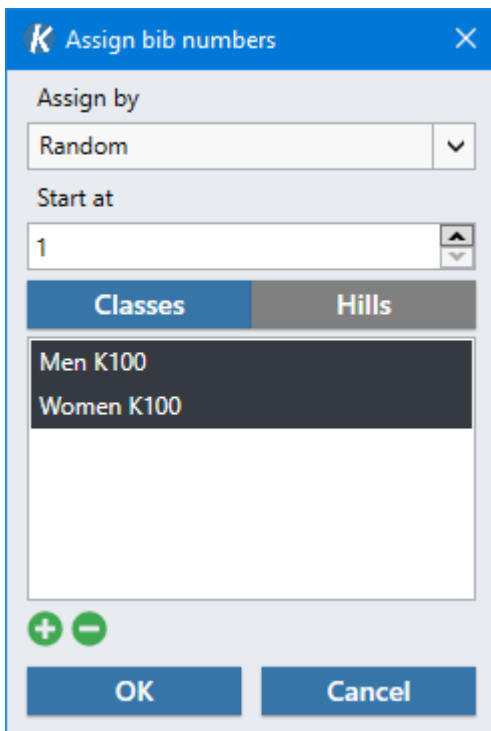 Assign bib numbers
Assign by
Random
Start at
1
Classes Hills
Men K100
Women K100
OK Cancel